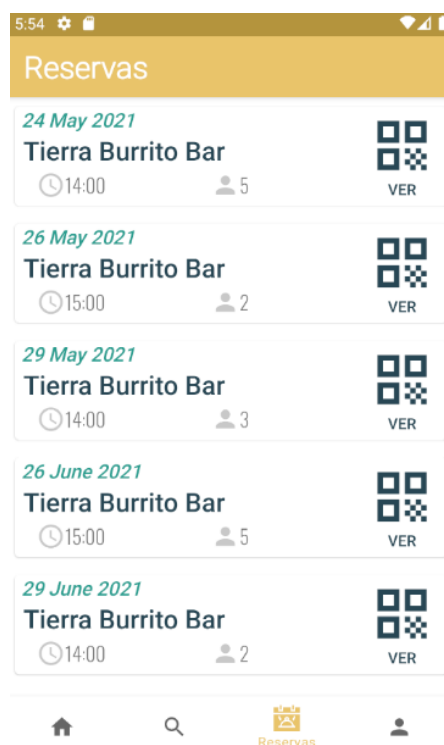 5:54
Reservas
24 May 2021
Tierra Burrito Bar
14:00 5
VER
26 May 2021
Tierra Burrito Bar
15:00 2
VER
29 May 2021
Tierra Burrito Bar
14:00 3
VER
26 June 2021
Tierra Burrito Bar
15:00 5
VER
29 June 2021
Tierra Burrito Bar
14:00 2
VER
Reservas